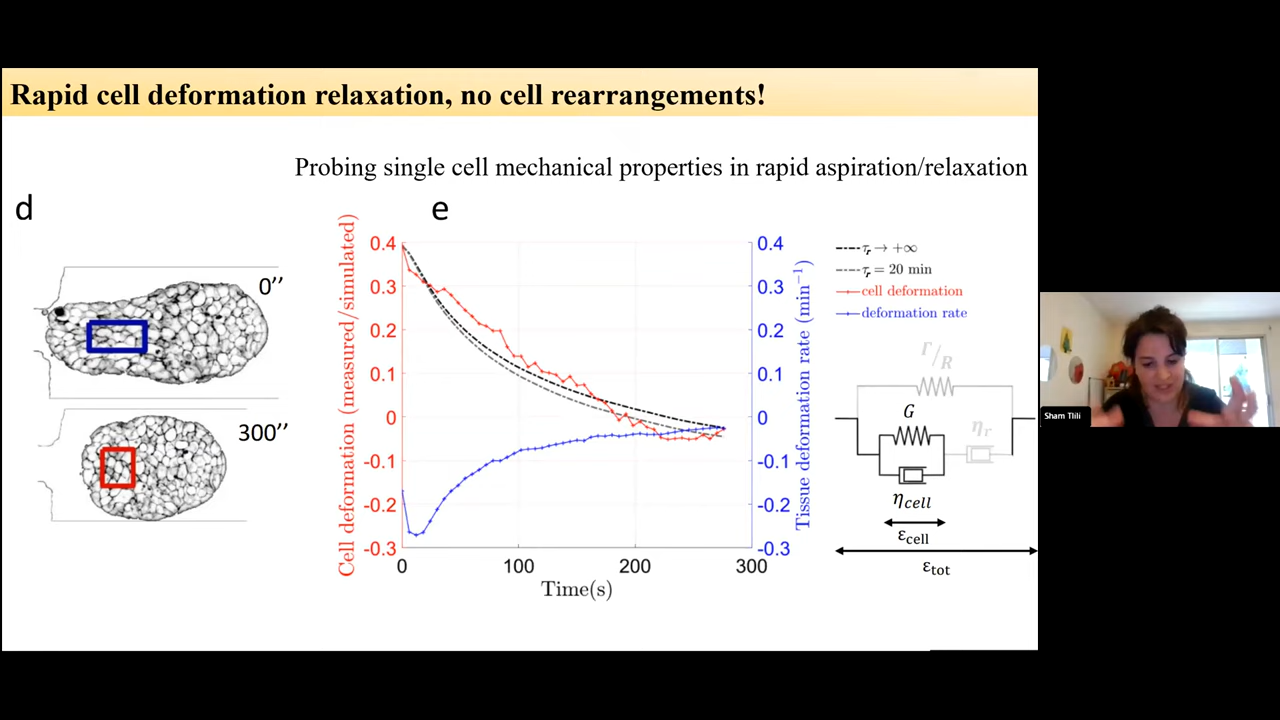 Rapid cell deformation relaxation, no cell rearrangements!
Probing single cell mechanical properties in rapid aspiration/relaxation
d
e
0’’
300’’
Cell deformation (measured/simulated)
0.4
0.3
0.2
0.1
0
-0.1
-0.2
-0.3
0
100
200
300
Time(s)
0.4
0.3
0.2
0.1
0
-0.1
-0.2
-0.3
Tissue deformation rate (min⁻¹)
τᵣ → +∞
τᵣ = 20 min
cell deformation
deformation rate
Γ/R
G
ηᵣ
η_cell
ε_cell
ε_tot
Sham Tlili